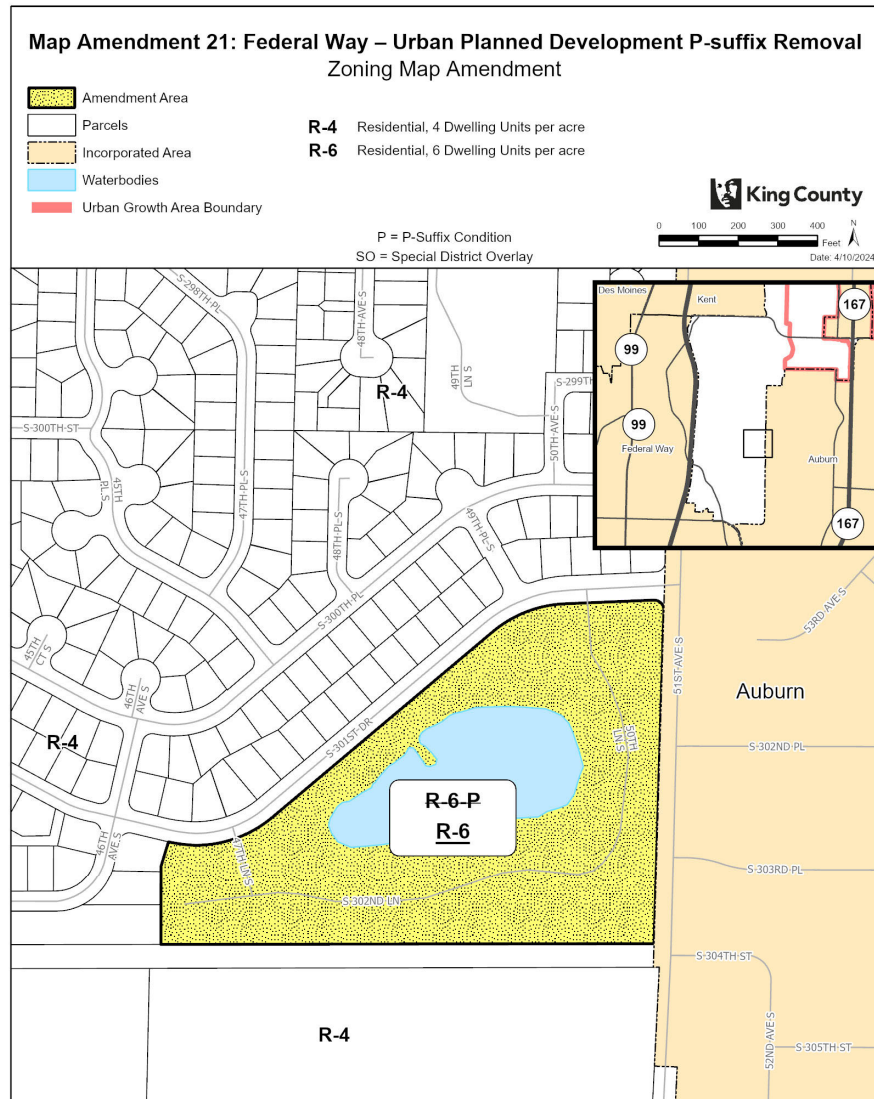 Map Amendment 21: Federal Way – Urban Planned Development P-suffix Removal
Zoning Map Amendment
Amendment Area
Parcels
Incorporated Area
Waterbodies
Urban Growth Area Boundary
R-4 Residential, 4 Dwelling Units per acre
R-6 Residential, 6 Dwelling Units per acre
P = P-Suffix Condition
SO = Special District Overlay
King County
0 100 200 300 400
Feet
N
Date: 4/10/2024
S-298TH-PL
48TH-AVE-S
49TH
LN S
R-4
S-299TH
50TH-AVE-S
S-300TH-ST
45TH
PL S
47TH-PL-S
48TH-PL-S
49TH-PL-S
S-300TH-PL
45TH
CT S
46TH
AVE S
R-4
S-301ST-DR
46TH
AVE S
47TH-LN-S
50TH
LN S
R-6-P
R-6
S-302ND-LN
51ST-AVE-S
53RD-AVE-S
Auburn
S-302ND-PL
S-303RD-PL
S-304TH-ST
52ND-AVE-S
S-305TH-ST
R-4
Des Moines
Kent
167
99
99
Federal Way
Auburn
167